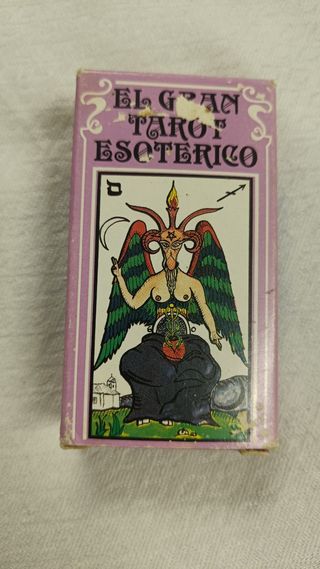 EL GRAN
TAROT
ESOTERICO
ס